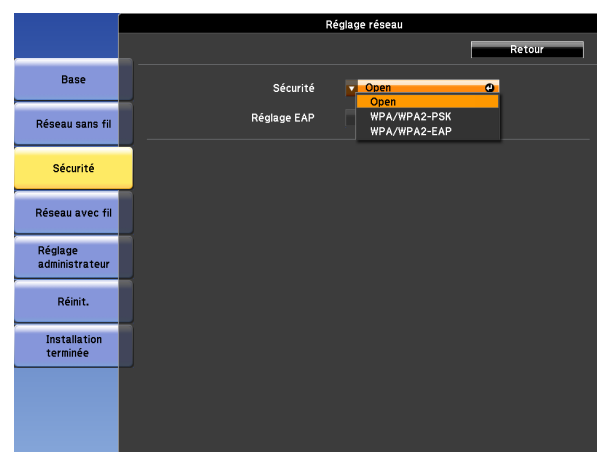 Réglage réseau
Retour
Base
Réseau sans fil
Sécurité
Réseau avec fil
Réglage
administrateur
Réinit.
Installation
terminée
Sécurité
Open
Open
WPA/WPA2-PSK
WPA/WPA2-EAP
Réglage EAP